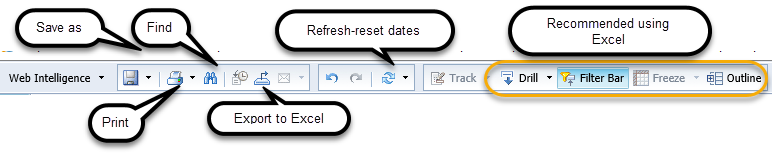 Save as
Find
Refresh-reset dates
Recommended using
Excel
Web Intelligence
Track
Drill
Filter Bar
Freeze
Outline
Print
Export to Excel